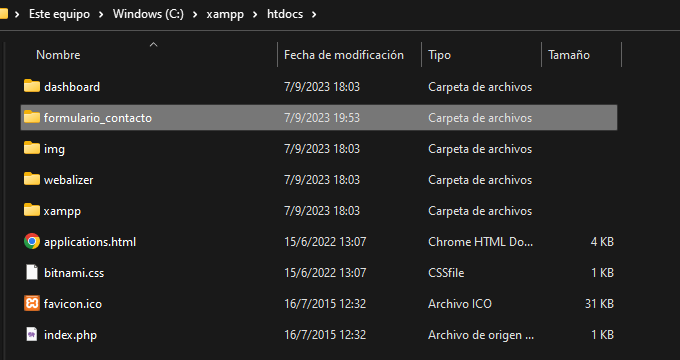 Este equipo > Windows (C:) > xampp > htdocs >
Nombre Fecha de modificación Tipo Tamaño
dashboard 7/9/2023 18:03 Carpeta de archivos
formulario_contacto 7/9/2023 19:53 Carpeta de archivos
img 7/9/2023 18:03 Carpeta de archivos
webalizer 7/9/2023 18:03 Carpeta de archivos
xampp 7/9/2023 18:03 Carpeta de archivos
applications.html 15/6/2022 13:07 Chrome HTML Do... 4 KB
bitnami.css 15/6/2022 13:07 CSSfile 1 KB
favicon.ico 16/7/2015 12:32 Archivo ICO 31 KB
index.php 16/7/2015 12:32 Archivo de origen ... 1 KB